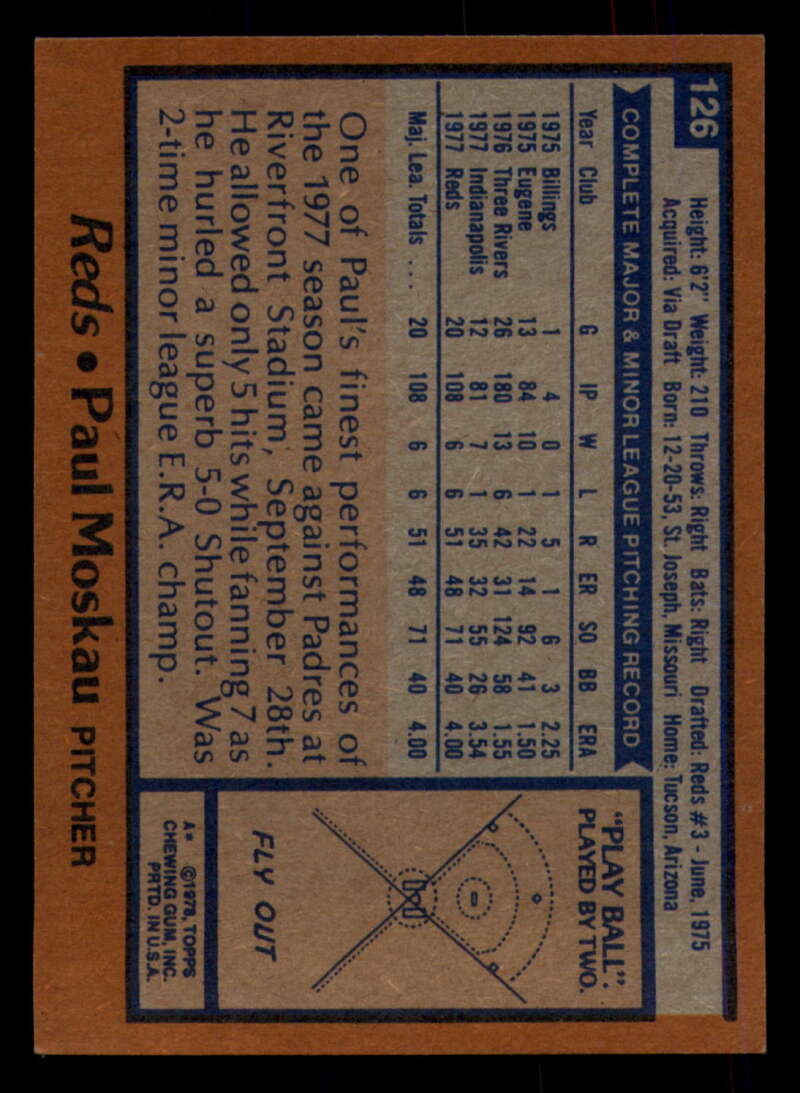 126
Height: 6'2" Weight: 210 Throws: Right Bats: Right Drafted: Reds #3 - June, 1975
Acquired: Via Draft Born: 12-20-53, St. Joseph, Missouri Home: Tucson, Arizona
COMPLETE MAJOR & MINOR LEAGUE PITCHING RECORD
Year Club G IP W L R ER SO BB ERA
1975 Billings 1 4 0 1 5 1 6 3 2.25
1975 Eugene 13 84 10 1 22 14 92 41 1.50
1976 Three Rivers 26 180 13 6 42 31 124 58 1.55
1977 Indianapolis 12 81 7 1 35 32 55 26 3.54
1977 Reds 20 108 6 6 51 48 71 40 4.00
Maj. Lea. Totals ... 20 108 6 6 51 48 71 40 4.00
One of Paul's finest performances of
the 1977 season came against Padres at
Riverfront Stadium, September 28th.
He allowed only 5 hits while fanning 7 as
he hurled a superb 5-0 Shutout. Was
2-time minor league E.R.A. champ.
"PLAY BALL":
PLAYED BY TWO.
FLY OUT
A* ©1978, TOPPS
CHEWING GUM, INC.
PRTD. IN U.S.A.
Reds • Paul Moskau PITCHER